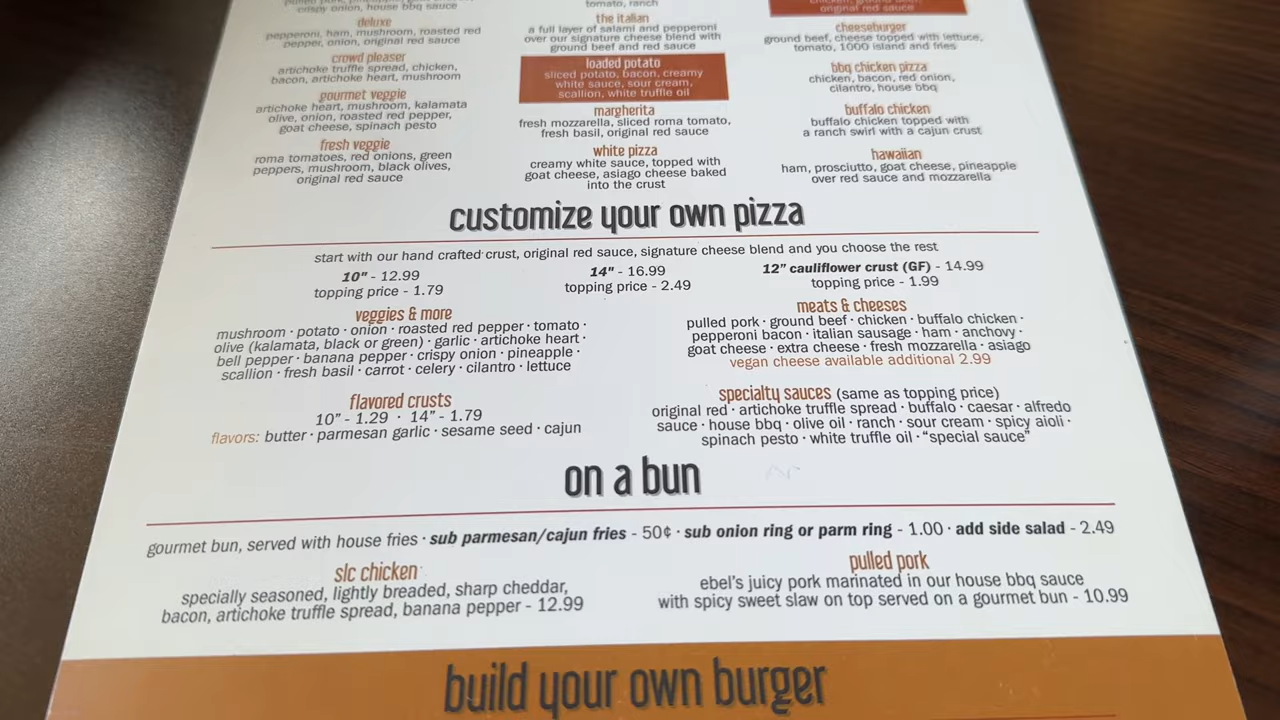 crispy onion, house bbq sauce
deluxe
pepperoni, ham, mushroom, roasted red
pepper, onion, original red sauce
crowd pleaser
artichoke truffle spread, chicken,
bacon, artichoke heart, mushroom
gourmet veggie
artichoke heart, mushroom, kalamata
olive, onion, roasted red pepper,
goat cheese, spinach pesto
fresh veggie
roma tomatoes, red onions, green
peppers, mushroom, black olives,
original red sauce
tomato, ranch
the italian
a full layer of salami and pepperoni
over our signature cheese blend with
ground beef and red sauce
loaded potato
sliced potato, bacon, creamy
white sauce, sour cream,
scallion, white truffle oil
margherita
fresh mozzarella, sliced roma tomato,
fresh basil, original red sauce
white pizza
creamy white sauce, topped with
goat cheese, asiago cheese baked
into the crust
original red sauce
cheeseburger
ground beef, cheese topped with lettuce,
tomato, 1000 island and fries
bbq chicken pizza
chicken, bacon, red onion,
cilantro, house bbq
buffalo chicken
buffalo chicken topped with
a ranch swirl with a cajun crust
hawaiian
ham, prosciutto, goat cheese, pineapple
over red sauce and mozzarella
customize your own pizza
start with our hand crafted crust, original red sauce, signature cheese blend and you choose the rest
10" - 12.99
topping price - 1.79
14" - 16.99
topping price - 2.49
12" cauliflower crust (GF) - 14.99
topping price - 1.99
veggies & more
mushroom · potato · onion · roasted red pepper · tomato ·
olive (kalamata, black or green) · garlic · artichoke heart ·
bell pepper · banana pepper · crispy onion · pineapple ·
scallion · fresh basil · carrot · celery · cilantro · lettuce
meats & cheeses
pulled pork · ground beef · chicken · buffalo chicken ·
pepperoni bacon · italian sausage · ham · anchovy ·
goat cheese · extra cheese · fresh mozzarella · asiago
vegan cheese available additional 2.99
flavored crusts
10" - 1.29 · 14" - 1.79
flavors: butter · parmesan garlic · sesame seed · cajun
specialty sauces (same as topping price)
original red · artichoke truffle spread · buffalo · caesar · alfredo
sauce · house bbq · olive oil · ranch · sour cream · spicy aioli ·
spinach pesto · white truffle oil · "special sauce"
on a bun
gourmet bun, served with house fries · sub parmesan/cajun fries - 50¢ · sub onion ring or parm ring - 1.00 · add side salad - 2.49
slc chicken
specially seasoned, lightly breaded, sharp cheddar,
bacon, artichoke truffle spread, banana pepper - 12.99
pulled pork
ebel's juicy pork marinated in our house bbq sauce
with spicy sweet slaw on top served on a gourmet bun - 10.99
build your own burger